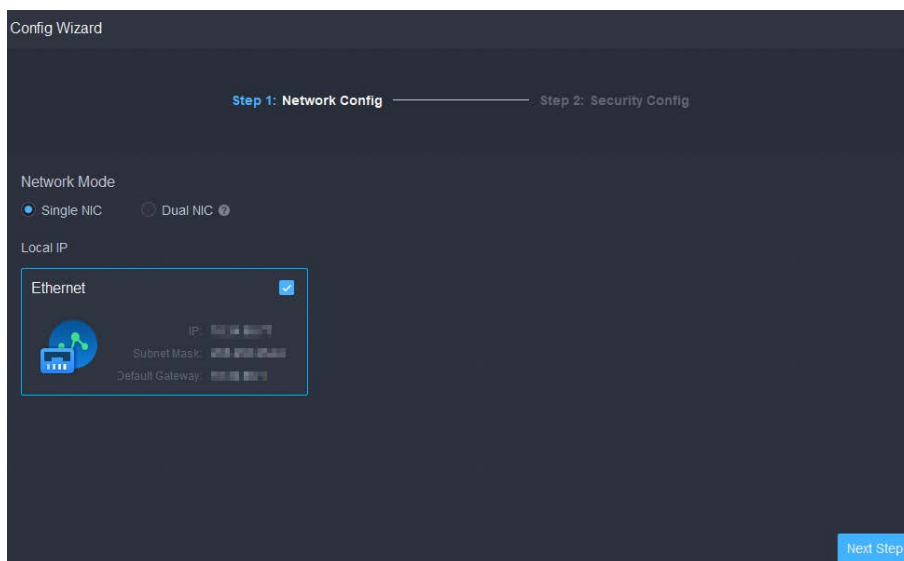 Config Wizard
Step 1: Network Config
Step 2: Security Config
Network Mode
Single NIC
Dual NIC ?
Local IP
Ethernet
IP:
Subnet Mask:
Default Gateway:
Next Step